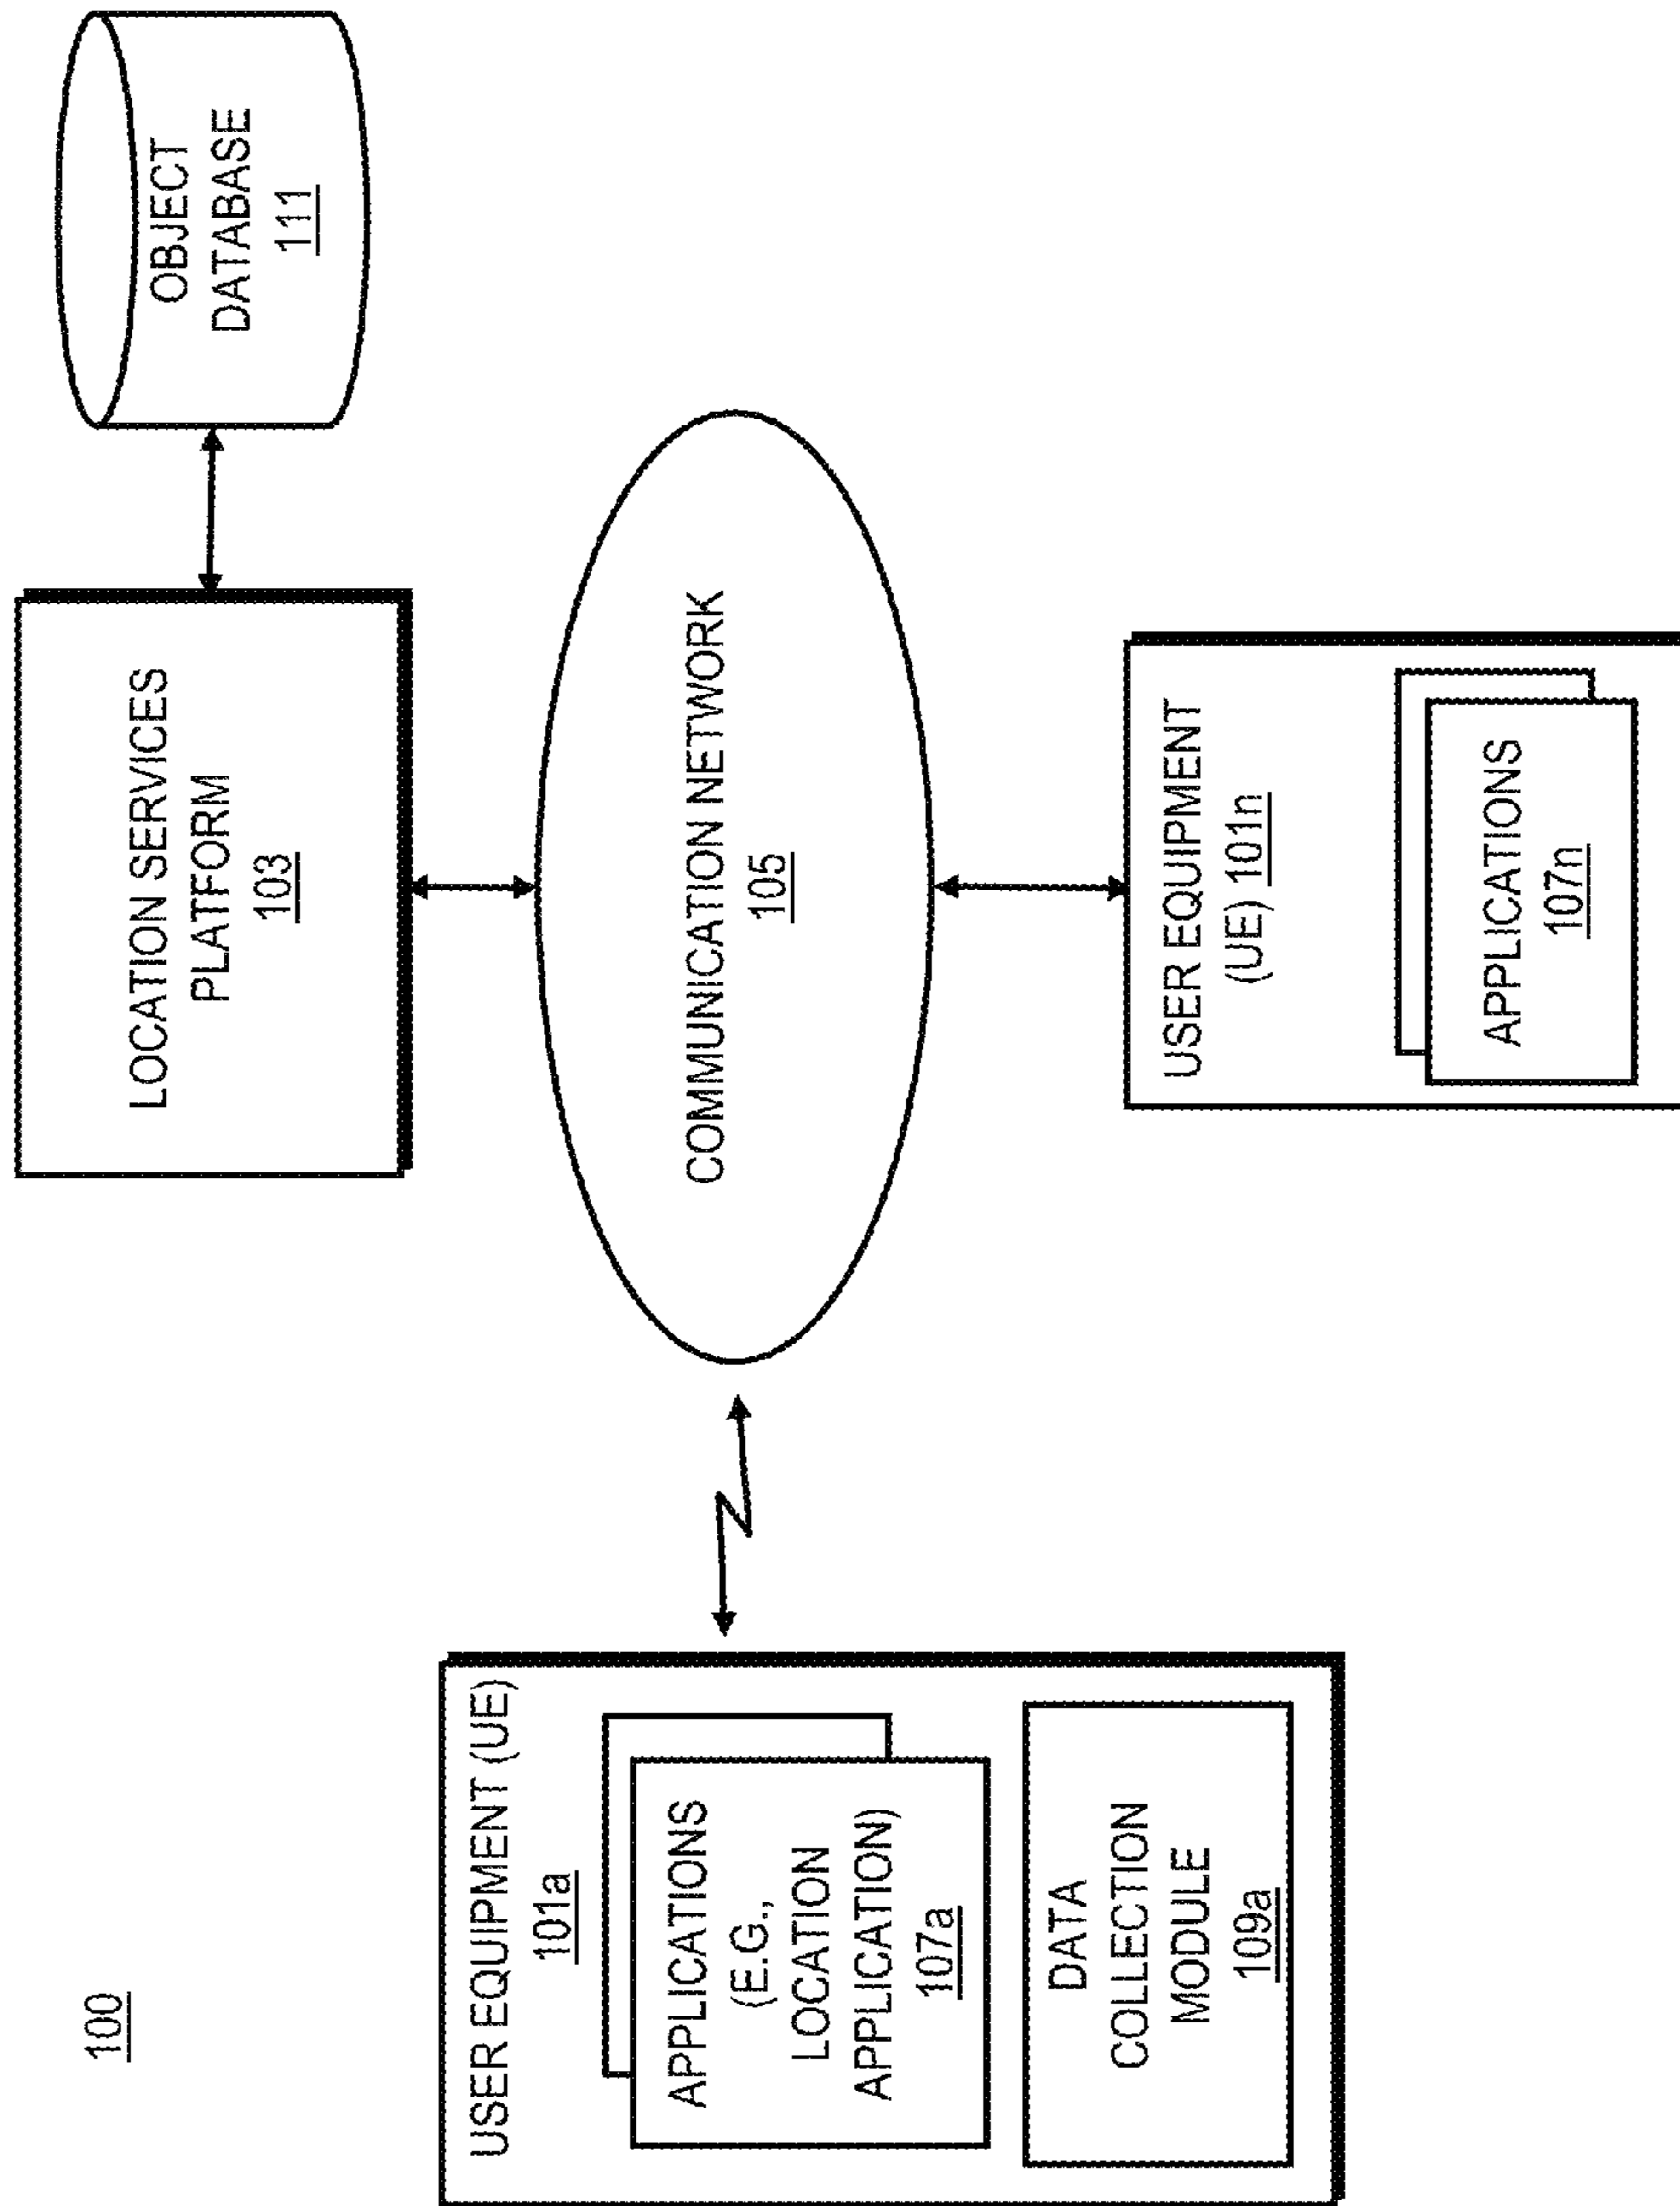 100
USER EQUIPMENT (UE)
101a
APPLICATIONS
(E.G.,
LOCATION
APPLICATION)
107a
DATA
COLLECTION
MODULE
109a
LOCATION SERVICES
PLATFORM
103
OBJECT
DATABASE
111
COMMUNICATION NETWORK
105
USER EQUIPMENT
(UE) 101n
APPLICATIONS
107n